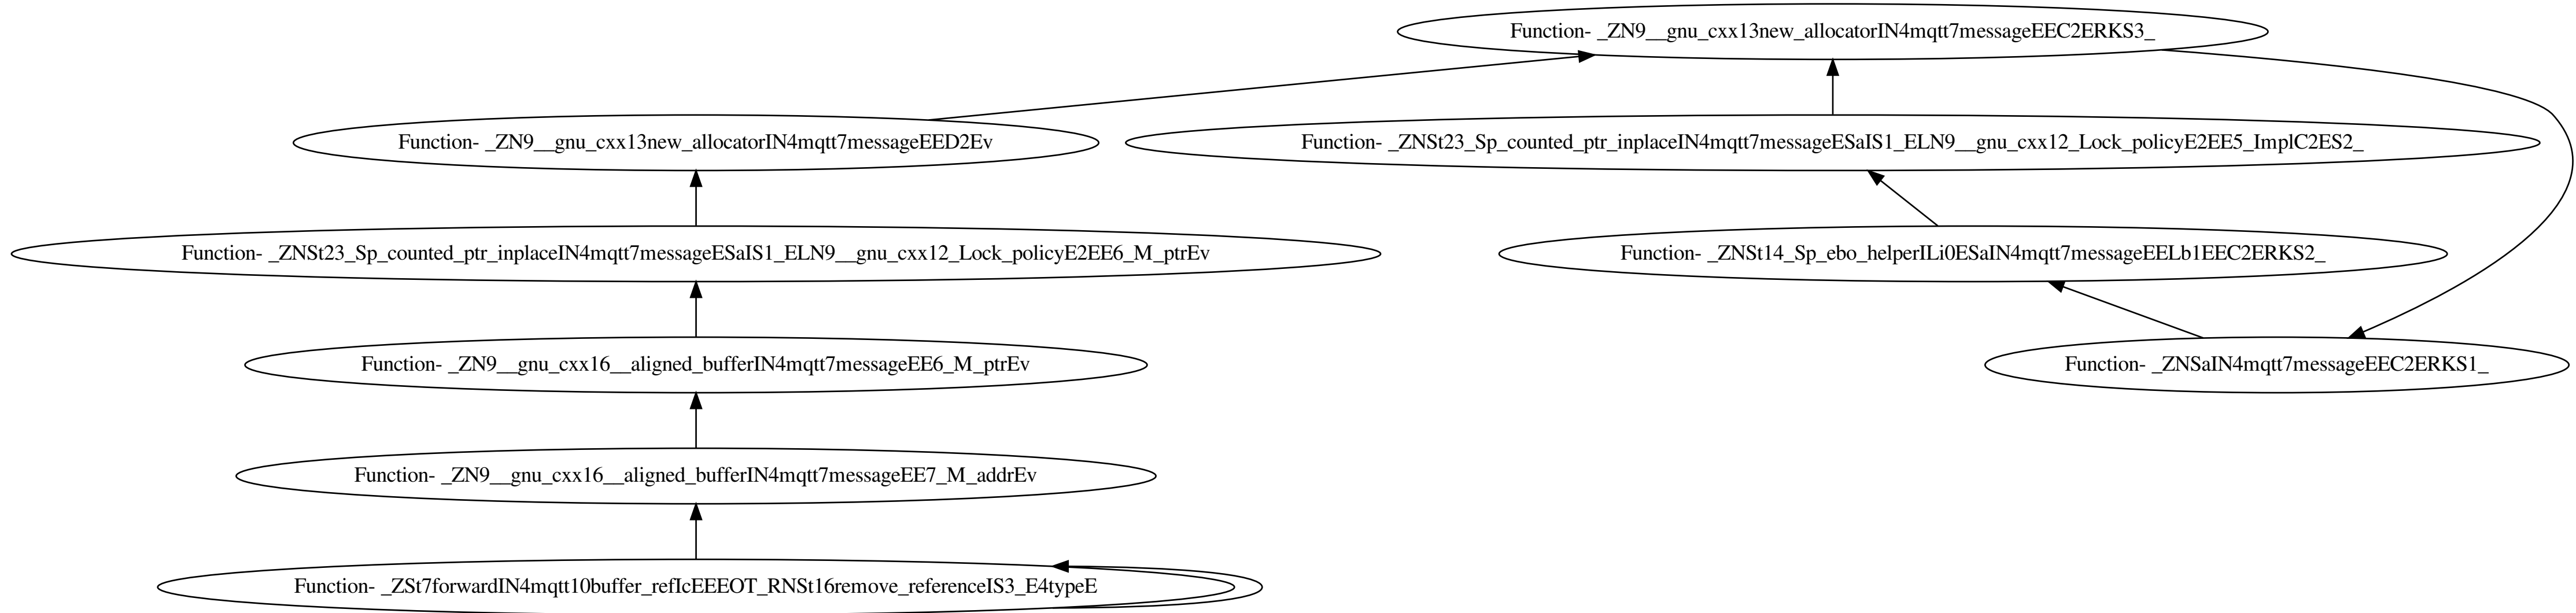 Function- _ZN9__gnu_cxx13new_allocatorIN4mqtt7messageEEC2ERKS3_
Function- _ZN9__gnu_cxx13new_allocatorIN4mqtt7messageEED2Ev
Function- _ZNSt23_Sp_counted_ptr_inplaceIN4mqtt7messageESaIS1_ELN9__gnu_cxx12_Lock_policyE2EE5_ImplC2ES2_
Function- _ZNSt23_Sp_counted_ptr_inplaceIN4mqtt7messageESaIS1_ELN9__gnu_cxx12_Lock_policyE2EE6_M_ptrEv
Function- _ZNSt14_Sp_ebo_helperILi0ESaIN4mqtt7messageEELb1EEC2ERKS2_
Function- _ZN9__gnu_cxx16__aligned_bufferIN4mqtt7messageEE6_M_ptrEv
Function- _ZNSaIN4mqtt7messageEEC2ERKS1_
Function- _ZN9__gnu_cxx16__aligned_bufferIN4mqtt7messageEE7_M_addrEv
Function- _ZSt7forwardIN4mqtt10buffer_refIcEEEOT_RNSt16remove_referenceIS3_E4typeE